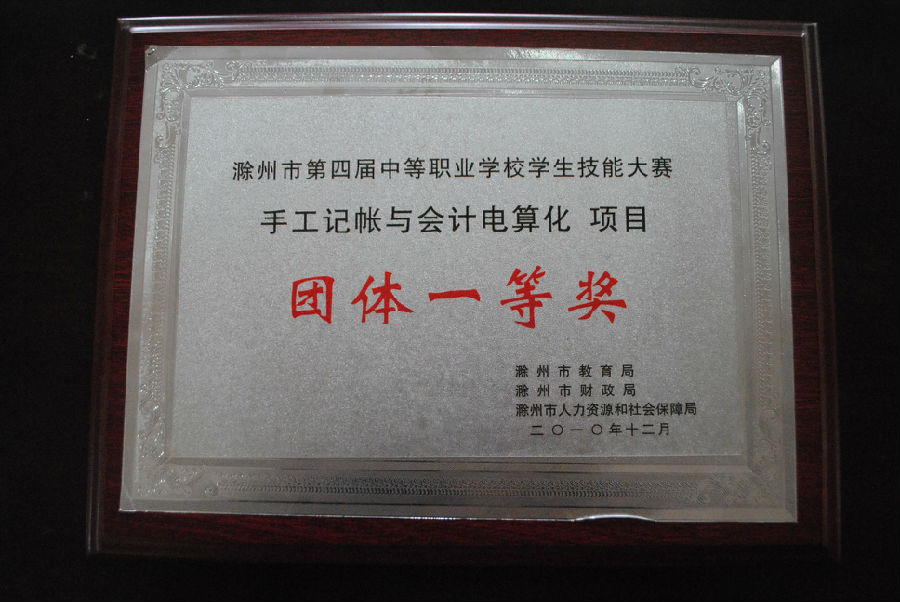 滁州市第四届中等职业学校学生技能大赛
手工记帐与会计电算化 项目
团体一等奖
滁州市教育局
滁州市财政局
滁州市人力资源和社会保障局
二〇一〇年十二月